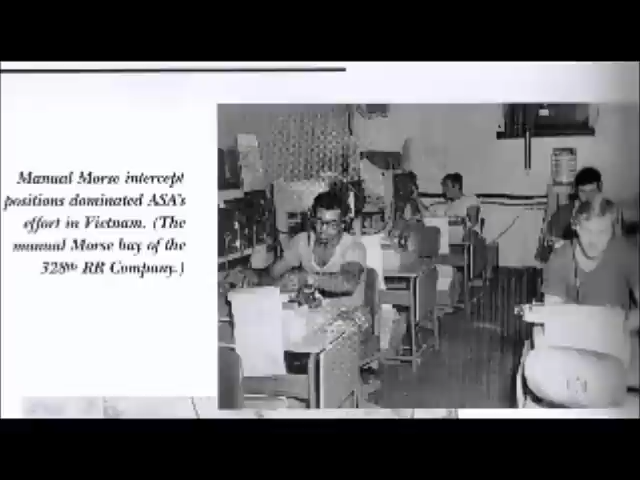 Manual Morse intercept
positions dominated ASA's
effort in Vietnam. (The
manual Morse bay of the
328th RR Company.)